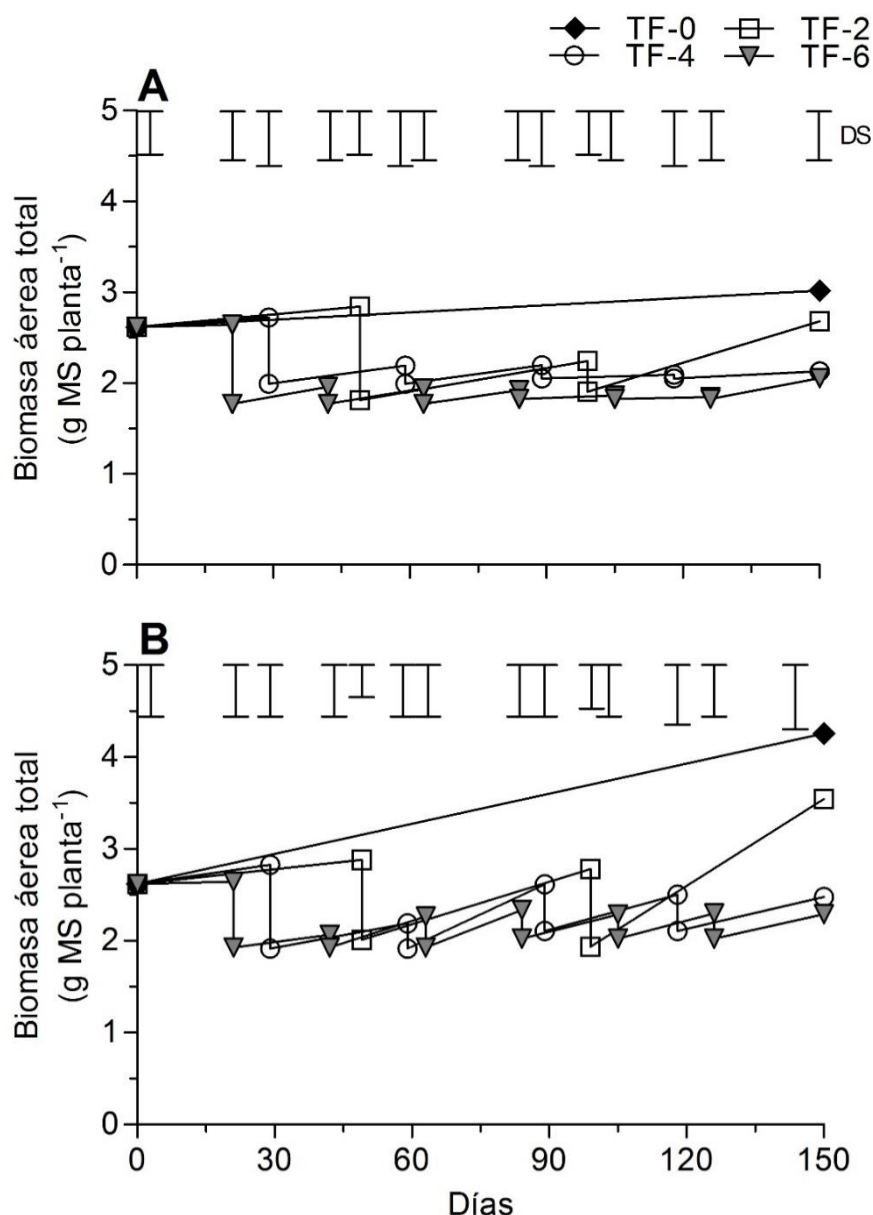 TF-0 TF-2
TF-4 TF-6
A
5
4
3
2
1
0
DS
Biomasa áerea total
(g MS planta⁻¹)
B
5
4
3
2
1
0
Biomasa áerea total
(g MS planta⁻¹)
0 30 60 90 120 150
Días